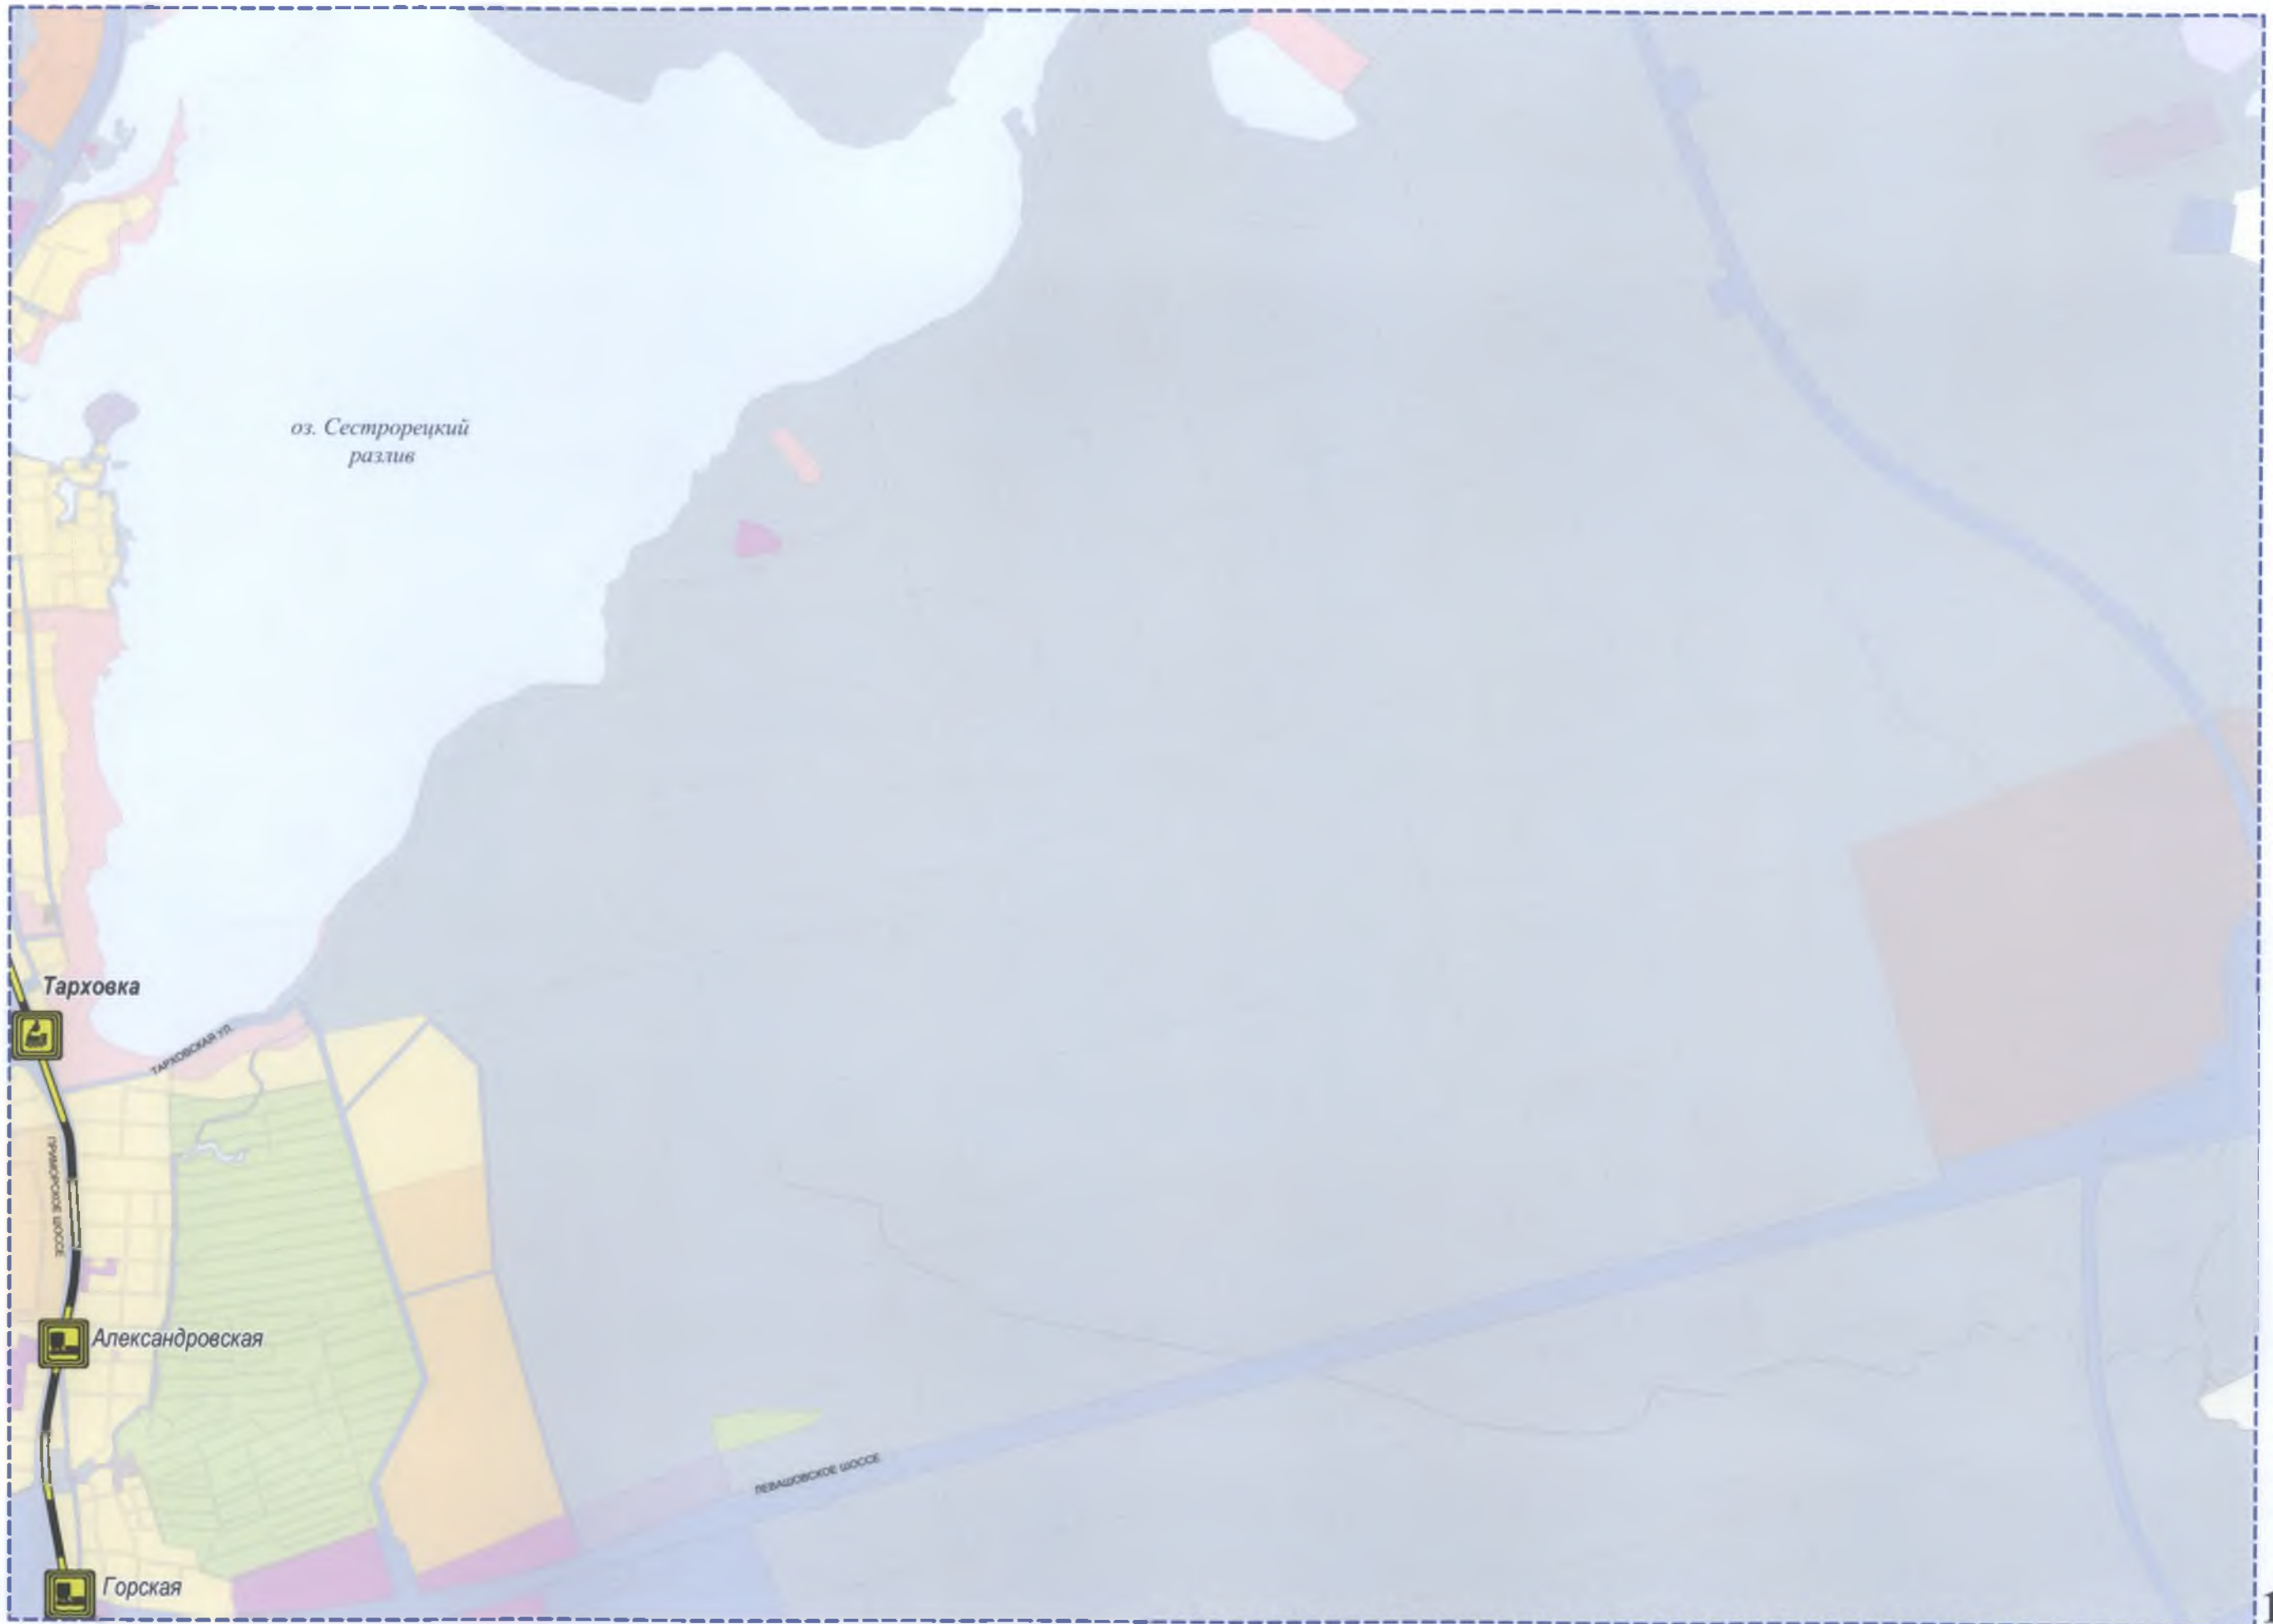 оз. Сестрорецкий
разлив
Тарховка
ТАРХОВСКАЯ УЛ.
ПРИМОРСКОЕ ШОССЕ
Александровская
ЛЕВАШОВСКОЕ ШОССЕ
Горская